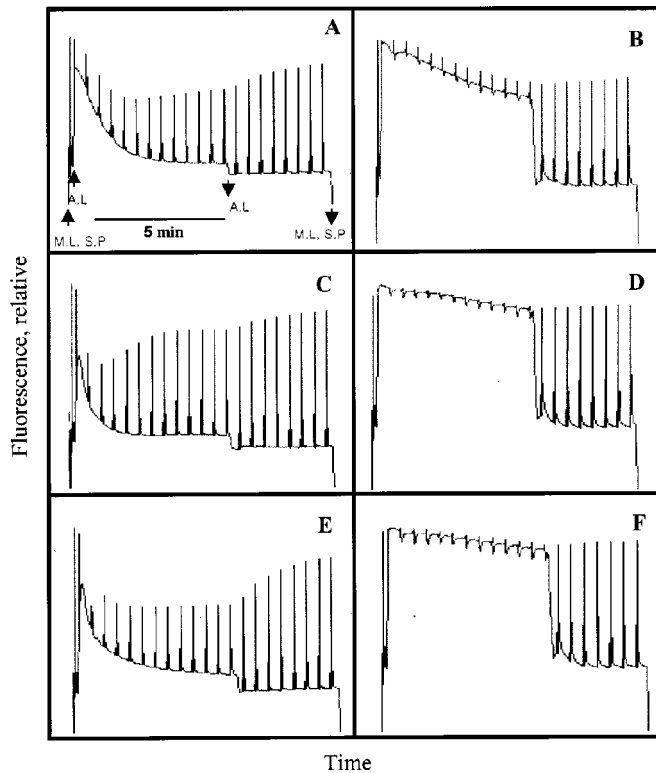 A
B
A.L
A.L
5 min
M.L, S.P
M.L, S.P
C
D
Fluorescence, relative
E
F
Time